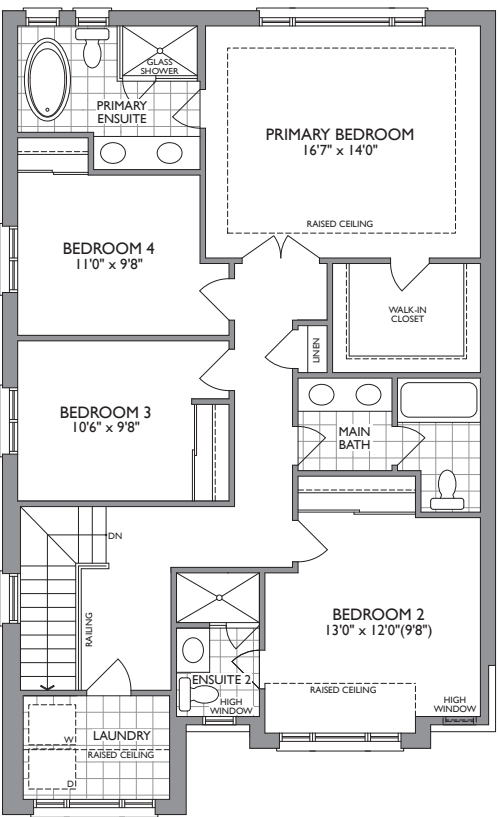 GLASS
SHOWER
PRIMARY
ENSUITE
PRIMARY BEDROOM
16'7" x 14'0"
RAISED CEILING
BEDROOM 4
11'0" x 9'8"
WALK-IN
CLOSET
LINEN
BEDROOM 3
10'6" x 9'8"
MAIN
BATH
DN
RAILING
BEDROOM 2
13'0" x 12'0"(9'8")
ENSUITE 2
HIGH
WINDOW
RAISED CEILING
HIGH
WINDOW
LAUNDRY
W
RAISED CEILING
D